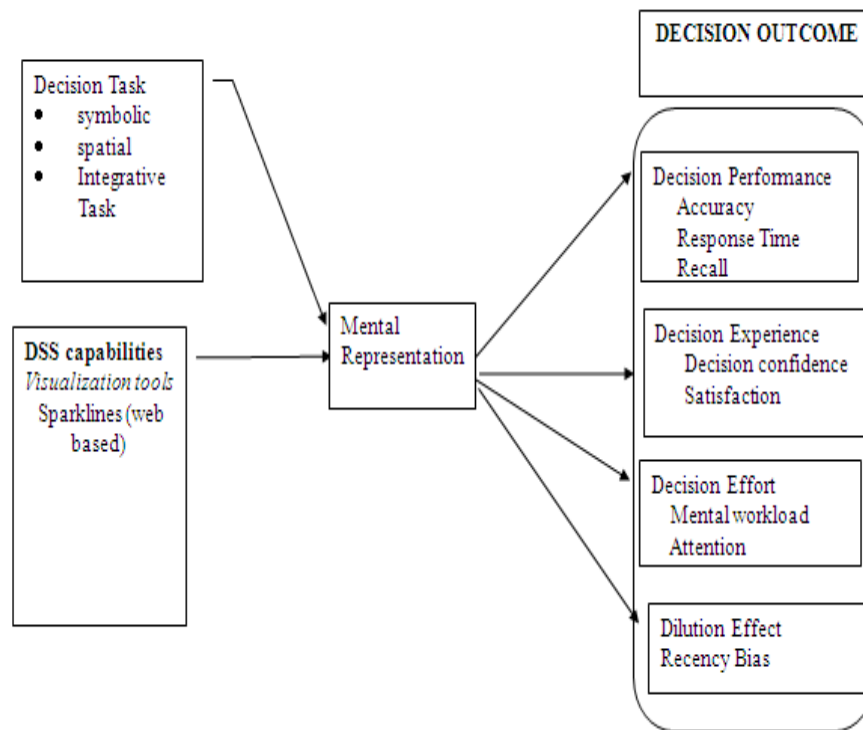 DECISION OUTCOME
Decision Task
• symbolic
• spatial
• Integrative
Task
DSS capabilities
Visualization tools
Sparklines (web
based)
Mental
Representation
Decision Performance
Accuracy
Response Time
Recall
Decision Experience
Decision confidence
Satisfaction
Decision Effort
Mental workload
Attention
Dilution Effect
Recency Bias